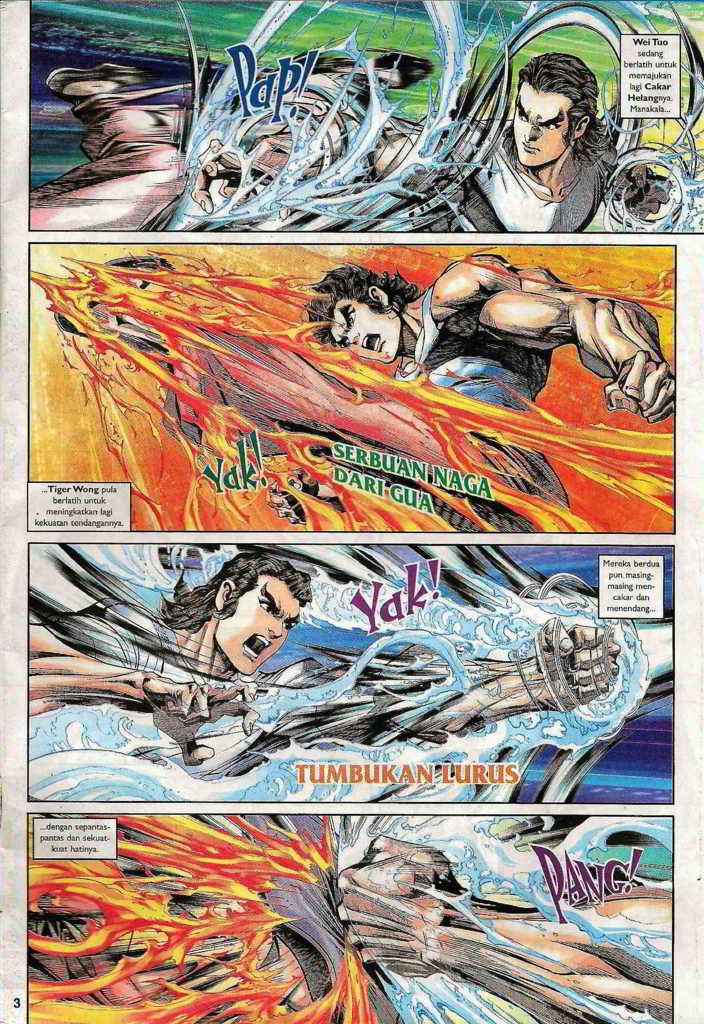 Wei Tuo
sedang
berlatih untuk
memajukan
lagi Cakar
Helangnya.
Manakala...
Pap!
...Tiger Wong pula
berlatih untuk
meningkatkan lagi
kekuatan tendangannya.
Yak!
SERBUAN NAGA
DARI GUA
Mereka berdua
pun masing-
masing men-
cakar dan
menendang...
Yak!
TUMBUKAN LURUS
...dengan sepantas-
pantas dan sekuat-
kuat hatinya.
PANG!
3